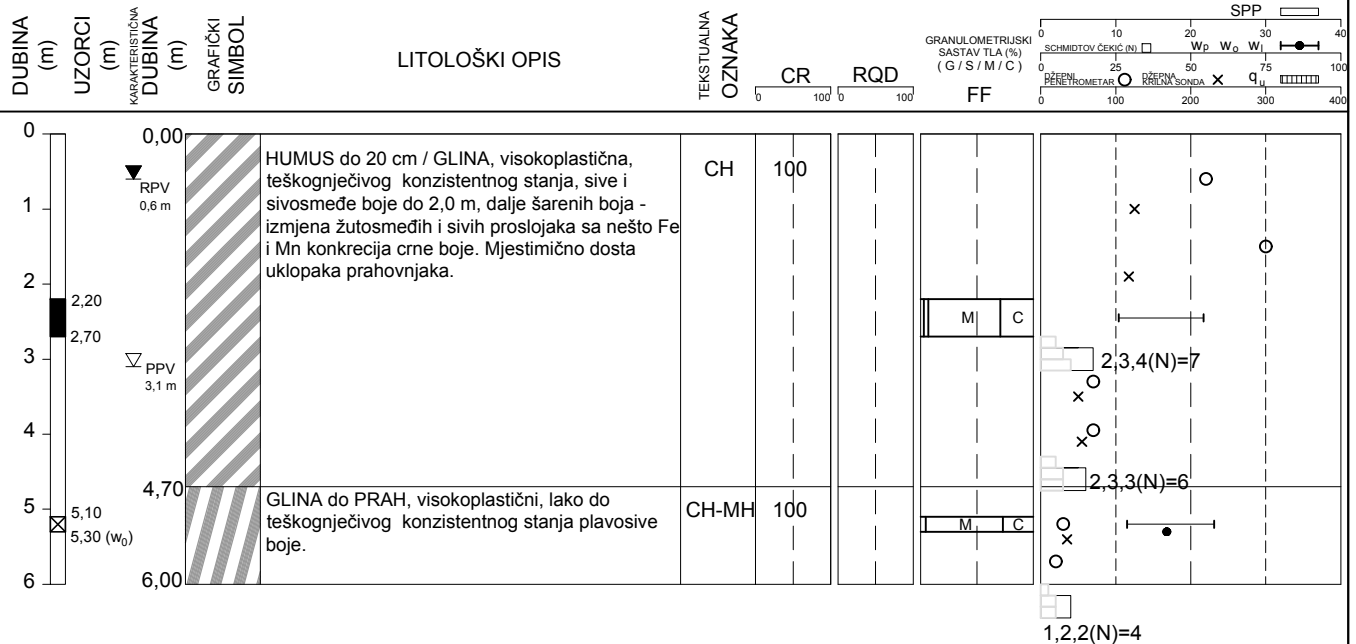 DUBINA
(m)
UZORCI
(m)
KARAKTERISTIČNA
DUBINA
(m)
GRAFIČKI
SIMBOL
LITOLOŠKI OPIS
TEKSTUALNA
OZNAKA
CR
0 100
RQD
0 100
GRANULOMETRIJSKI
SASTAV TLA (%)
( G / S / M / C )
FF
SPP
0 10 20 30 40
SCHMIDTOV ČEKIĆ (N) wP wo wl
0 25 50 75 100
DŽEPNI
PENETROMETAR
DŽEPNA
KRILNA SONDA
qu
0 100 200 300 400
0
1
2
3
4
5
6
2,20
2,70
5,10
5,30 (w0)
RPV
0,6 m
PPV
3,1 m
0,00
4,70
6,00
HUMUS do 20 cm / GLINA, visokoplastična,
teškognječivog konzistentnog stanja, sive i
sivosmeđe boje do 2,0 m, dalje šarenih boja -
izmjena žutosmeđih i sivih proslojaka sa nešto Fe
i Mn konkrecija crne boje. Mjestimično dosta
uklopaka prahovnjaka.
CH
100
M C
2,3,4(N)=7
2,3,3(N)=6
GLINA do PRAH, visokoplastični, lako do
teškognječivog konzistentnog stanja plavosive
boje.
CH-MH
100
M C
1,2,2(N)=4